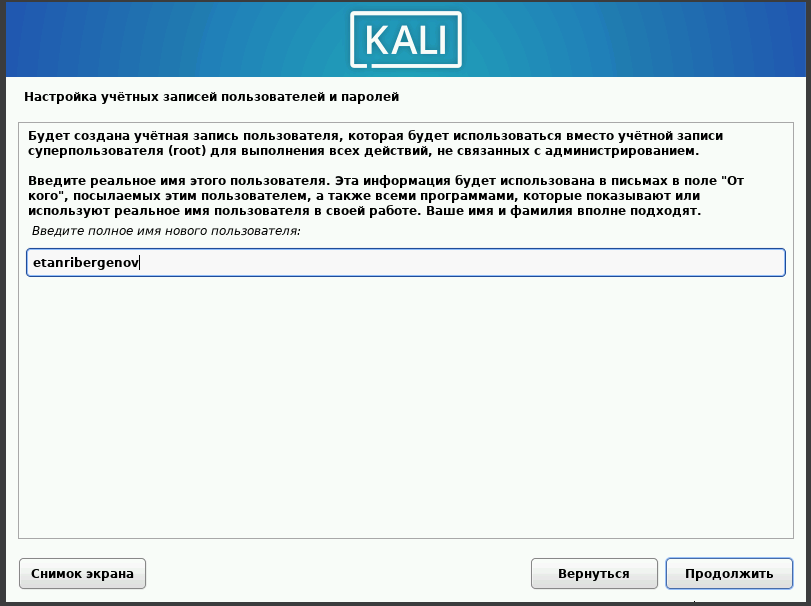 KALI
Настройка учётных записей пользователей и паролей
Будет создана учётная запись пользователя, которая будет использоваться вместо учётной записи
суперпользователя (root) для выполнения всех действий, не связанных с администрированием.
Введите реальное имя этого пользователя. Эта информация будет использована в письмах в поле "От
кого", посылаемых этим пользователем, а также всеми программами, которые показывают или
используют реальное имя пользователя в своей работе. Ваше имя и фамилия вполне подходят.
Введите полное имя нового пользователя:
etanribergenov
Снимок экрана
Вернуться
Продолжить